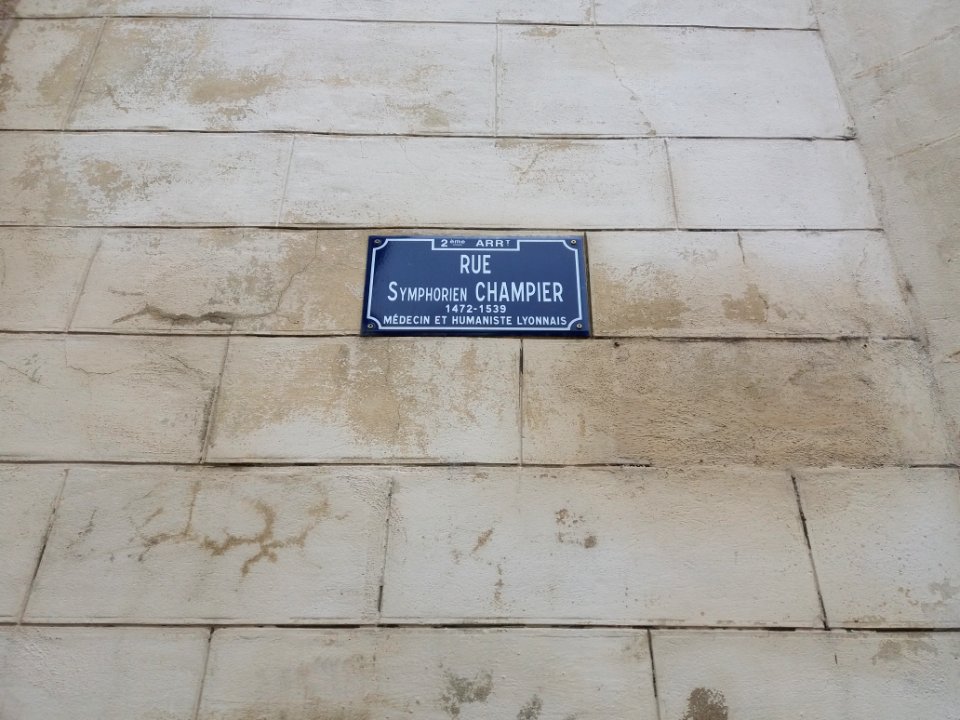 2ème ARRT
RUE
SYMPHORIEN CHAMPIER
1472-1539
MÉDECIN ET HUMANISTE LYONNAIS